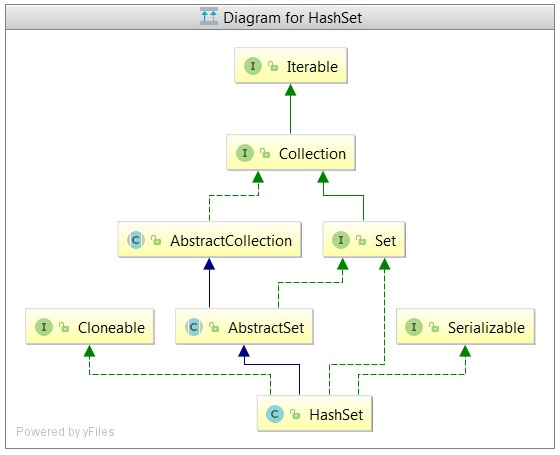 Diagram for HashSet
I Iterable
I Collection
C AbstractCollection
I Set
I Cloneable
C AbstractSet
I Serializable
C HashSet
Powered by yFiles